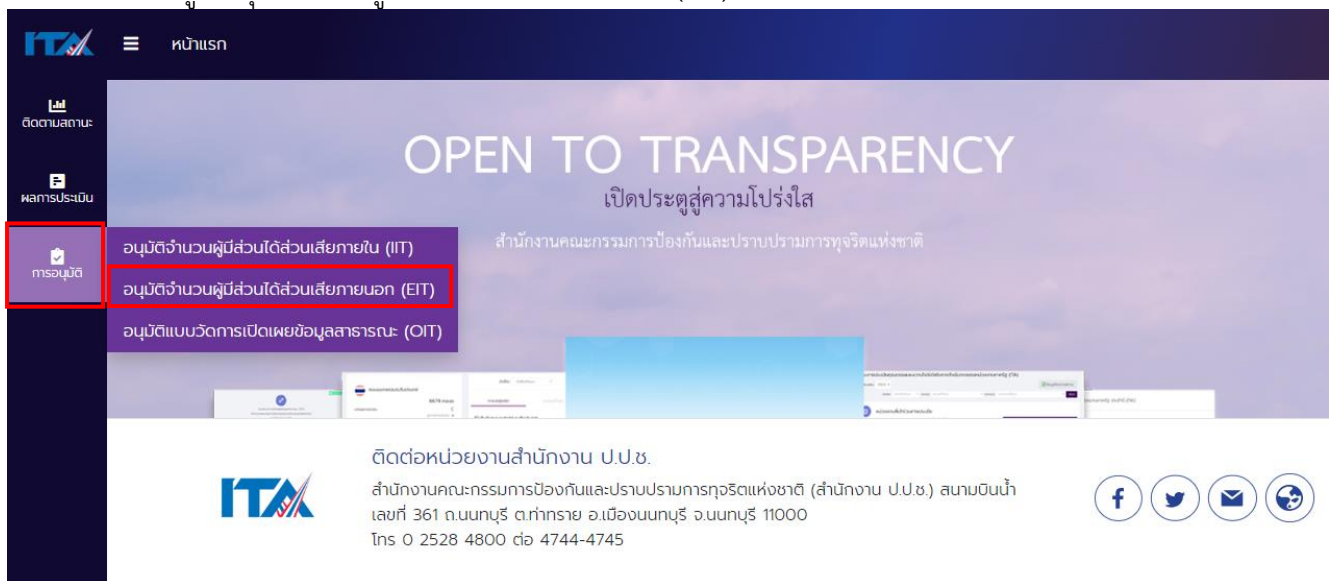 ITA
หน้าแรก
ติดตามสถานะ
ผลการประเมิน
การอนุมัติ
OPEN TO TRANSPARENCY
เปิดประตูสู่ความโปร่งใส
สำนักงานคณะกรรมการป้องกันและปราบปรามการทุจริตแห่งชาติ
อนุมัติจำนวนผู้มีส่วนได้ส่วนเสียภายใน (IIT)
อนุมัติจำนวนผู้มีส่วนได้ส่วนเสียภายนอก (EIT)
อนุมัติแบบวัดการเปิดเผยข้อมูลสาธารณะ (OIT)
ITA
ติดต่อหน่วยงานสำนักงาน ป.ป.ช.
สำนักงานคณะกรรมการป้องกันและปราบปรามการทุจริตแห่งชาติ (สำนักงาน ป.ป.ช.) สนามบินน้ำ
เลขที่ 361 ถ.นนทบุรี ต.ท่าทราย อ.เมืองนนทบุรี จ.นนทบุรี 11000
โทร 0 2528 4800 ต่อ 4744-4745